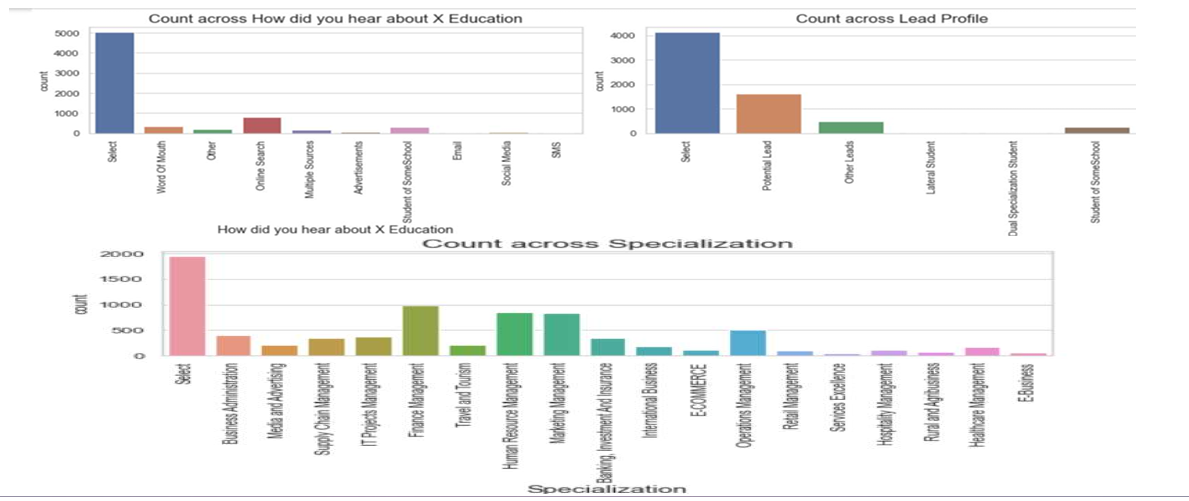 Count across How did you hear about X Education
5000
4000
3000
2000
1000
0
count
Select
Word Of Mouth
Other
Online Search
Multiple Sources
Advertisements
Student of SomeSchool
Email
Social Media
SMS
How did you hear about X Education
Count across Lead Profile
4000
3000
2000
1000
0
count
Select
Potential Lead
Other Leads
Lateral Student
Dual Specialization Student
Student of SomeSchool
Count across Specialization
2000
1500
1000
500
0
count
Select
Business Administration
Media and Advertising
Supply Chain Management
IT Projects Management
Finance Management
Travel and Tourism
Human Resource Management
Marketing Management
Banking, Investment And Insurance
International Business
E-COMMERCE
Operations Management
Retail Management
Services Excellence
Hospitality Management
Rural and Agribusiness
Healthcare Management
E-Business
Specialization